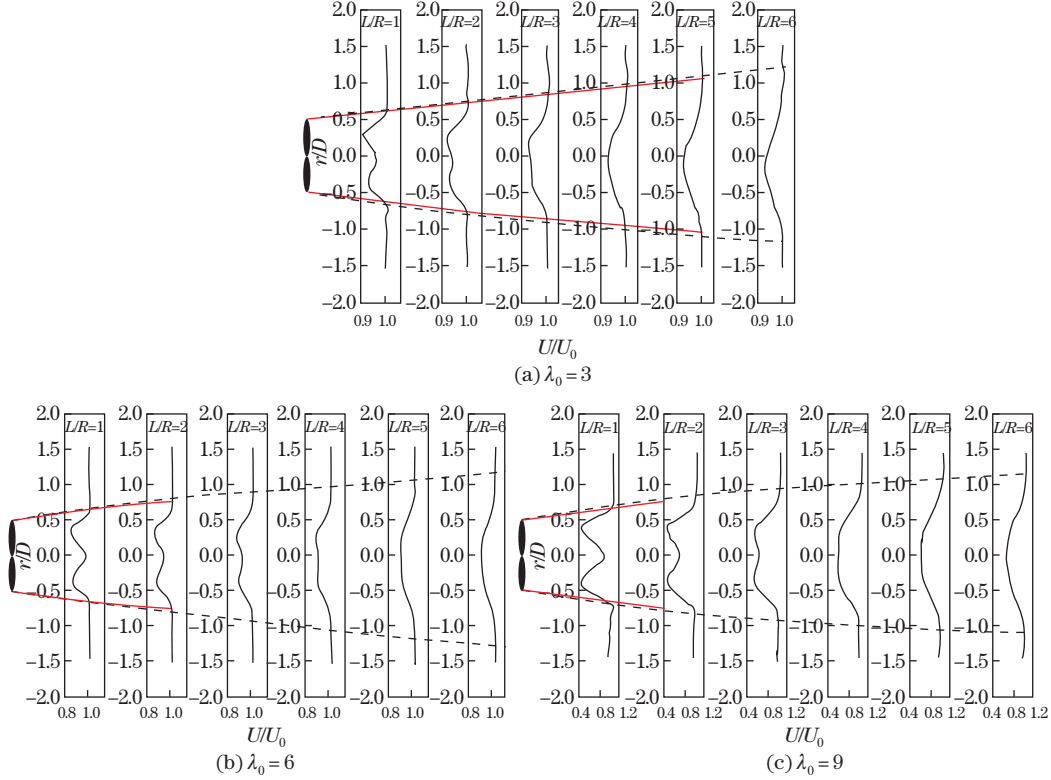 2.0 2.0 2.0 2.0 2.0 2.0
L/R=1 L/R=2 L/R=3 L/R=4 L/R=5 L/R=6
1.5 1.5 1.5 1.5 1.5 1.5
1.0 1.0 1.0 1.0 1.0 1.0
0.5 0.5 0.5 0.5 0.5 0.5
r/D
0.0 0.0 0.0 0.0 0.0 0.0
−0.5 −0.5 −0.5 −0.5 −0.5 −0.5
−1.0 −1.0 −1.0 −1.0 −1.0 −1.0
−1.5 −1.5 −1.5 −1.5 −1.5 −1.5
−2.0 −2.0 −2.0 −2.0 −2.0 −2.0
0.9 1.0 0.9 1.0 0.9 1.0 0.9 1.0 0.9 1.0 0.9 1.0
U/U₀
(a) λ₀=3
2.0 2.0 2.0 2.0 2.0 2.0
L/R=1 L/R=2 L/R=3 L/R=4 L/R=5 L/R=6
1.5 1.5 1.5 1.5 1.5 1.5
1.0 1.0 1.0 1.0 1.0 1.0
0.5 0.5 0.5 0.5 0.5 0.5
r/D
0.0 0.0 0.0 0.0 0.0 0.0
−0.5 −0.5 −0.5 −0.5 −0.5 −0.5
−1.0 −1.0 −1.0 −1.0 −1.0 −1.0
−1.5 −1.5 −1.5 −1.5 −1.5 −1.5
−2.0 −2.0 −2.0 −2.0 −2.0 −2.0
0.8 1.0 0.8 1.0 0.8 1.0 0.8 1.0 0.8 1.0 0.8 1.0
U/U₀
(b) λ₀=6
2.0 2.0 2.0 2.0 2.0 2.0
L/R=1 L/R=2 L/R=3 L/R=4 L/R=5 L/R=6
1.5 1.5 1.5 1.5 1.5 1.5
1.0 1.0 1.0 1.0 1.0 1.0
0.5 0.5 0.5 0.5 0.5 0.5
r/D
0.0 0.0 0.0 0.0 0.0 0.0
−0.5 −0.5 −0.5 −0.5 −0.5 −0.5
−1.0 −1.0 −1.0 −1.0 −1.0 −1.0
−1.5 −1.5 −1.5 −1.5 −1.5 −1.5
−2.0 −2.0 −2.0 −2.0 −2.0 −2.0
0.4 0.8 1.2 0.4 0.8 1.2 0.4 0.8 1.2 0.4 0.8 1.2 0.4 0.8 1.2 0.4 0.8 1.2
U/U₀
(c) λ₀=9